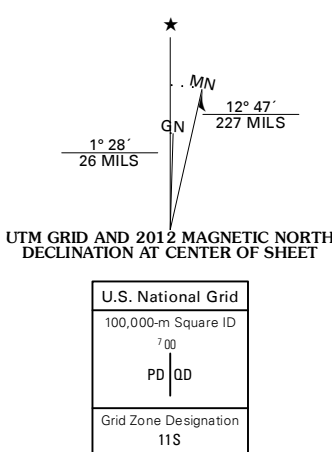 ★
MN
GN
12° 47´
227 MILS
1° 28´
26 MILS
UTM GRID AND 2012 MAGNETIC NORTH
DECLINATION AT CENTER OF SHEET
U.S. National Grid
100,000-m Square ID
7 00
PD QD
Grid Zone Designation
11S